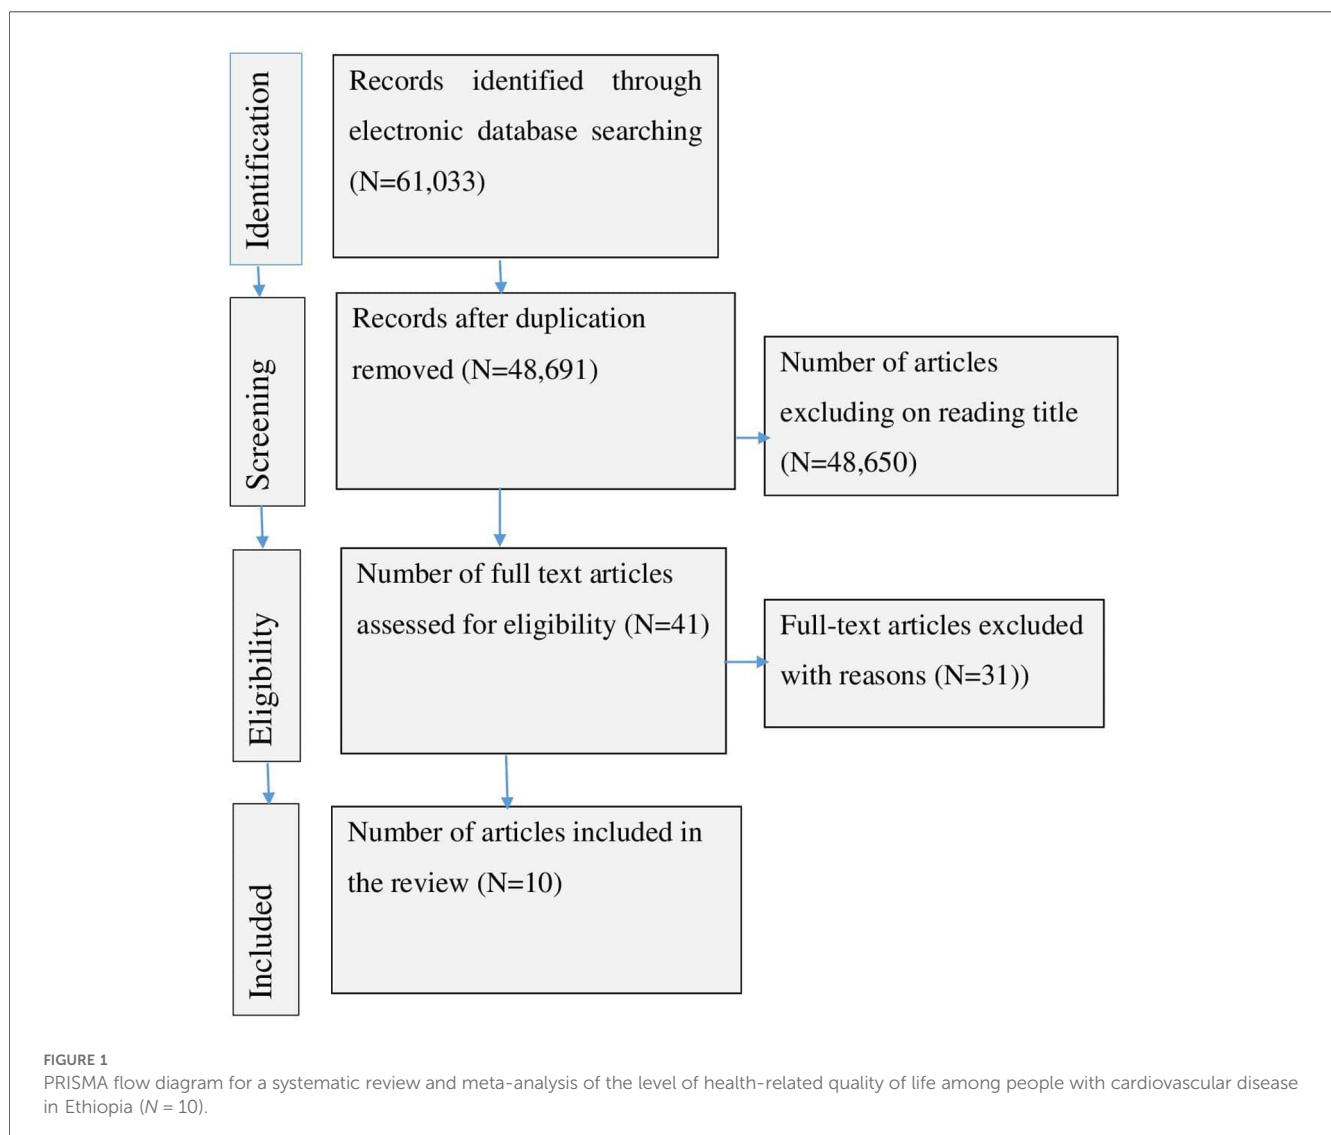 Identification
Records identified through
electronic database searching
(N=61,033)
Screening
Records after duplication
removed (N=48,691)
Number of articles
excluding on reading title
(N=48,650)
Eligibility
Number of full text articles
assessed for eligibility (N=41)
Full-text articles excluded
with reasons (N=31))
Included
Number of articles included in
the review (N=10)
FIGURE 1
PRISMA flow diagram for a systematic review and meta-analysis of the level of health-related quality of life among people with cardiovascular disease
in Ethiopia (N = 10).